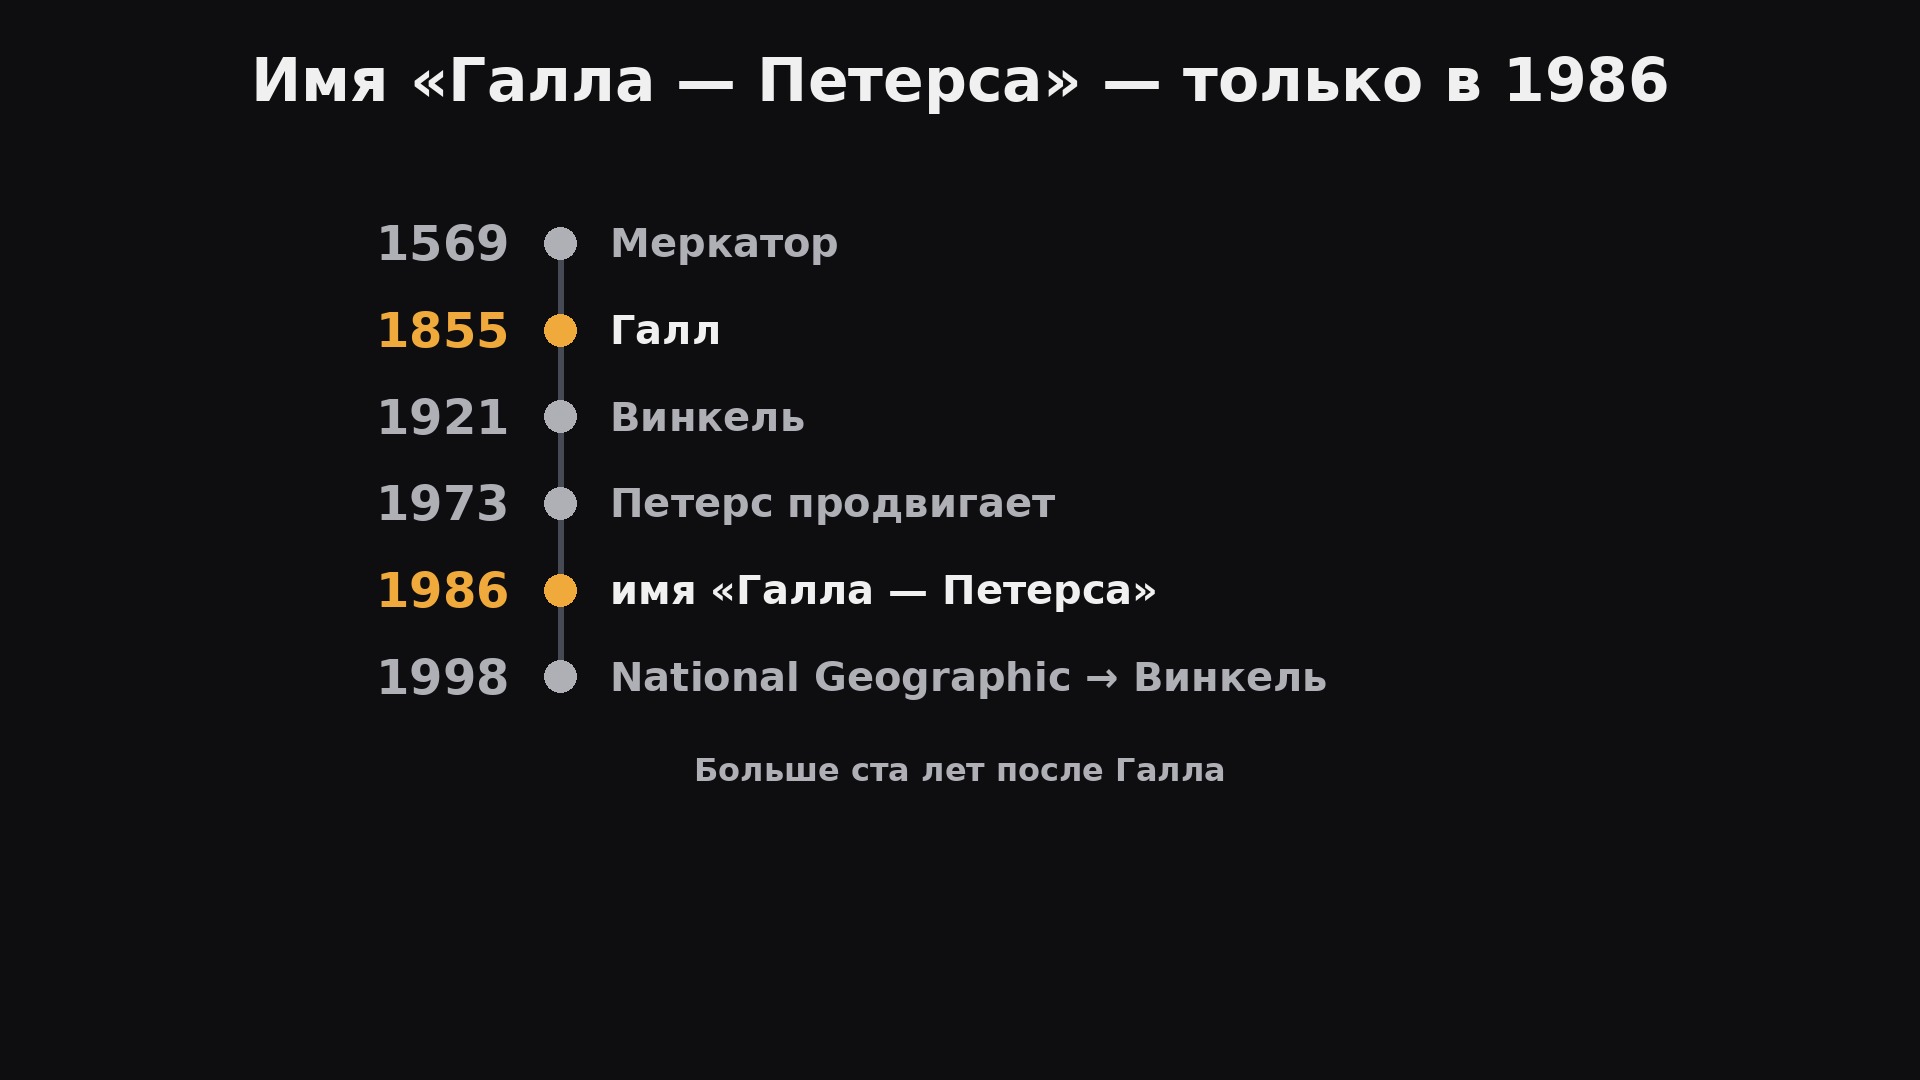 Имя «Галла — Петерса» — только в 1986
1569 Меркатор
1855 Галл
1921 Винкель
1973 Петерс продвигает
1986 имя «Галла — Петерса»
1998 National Geographic → Винкель
Больше ста лет после Галла